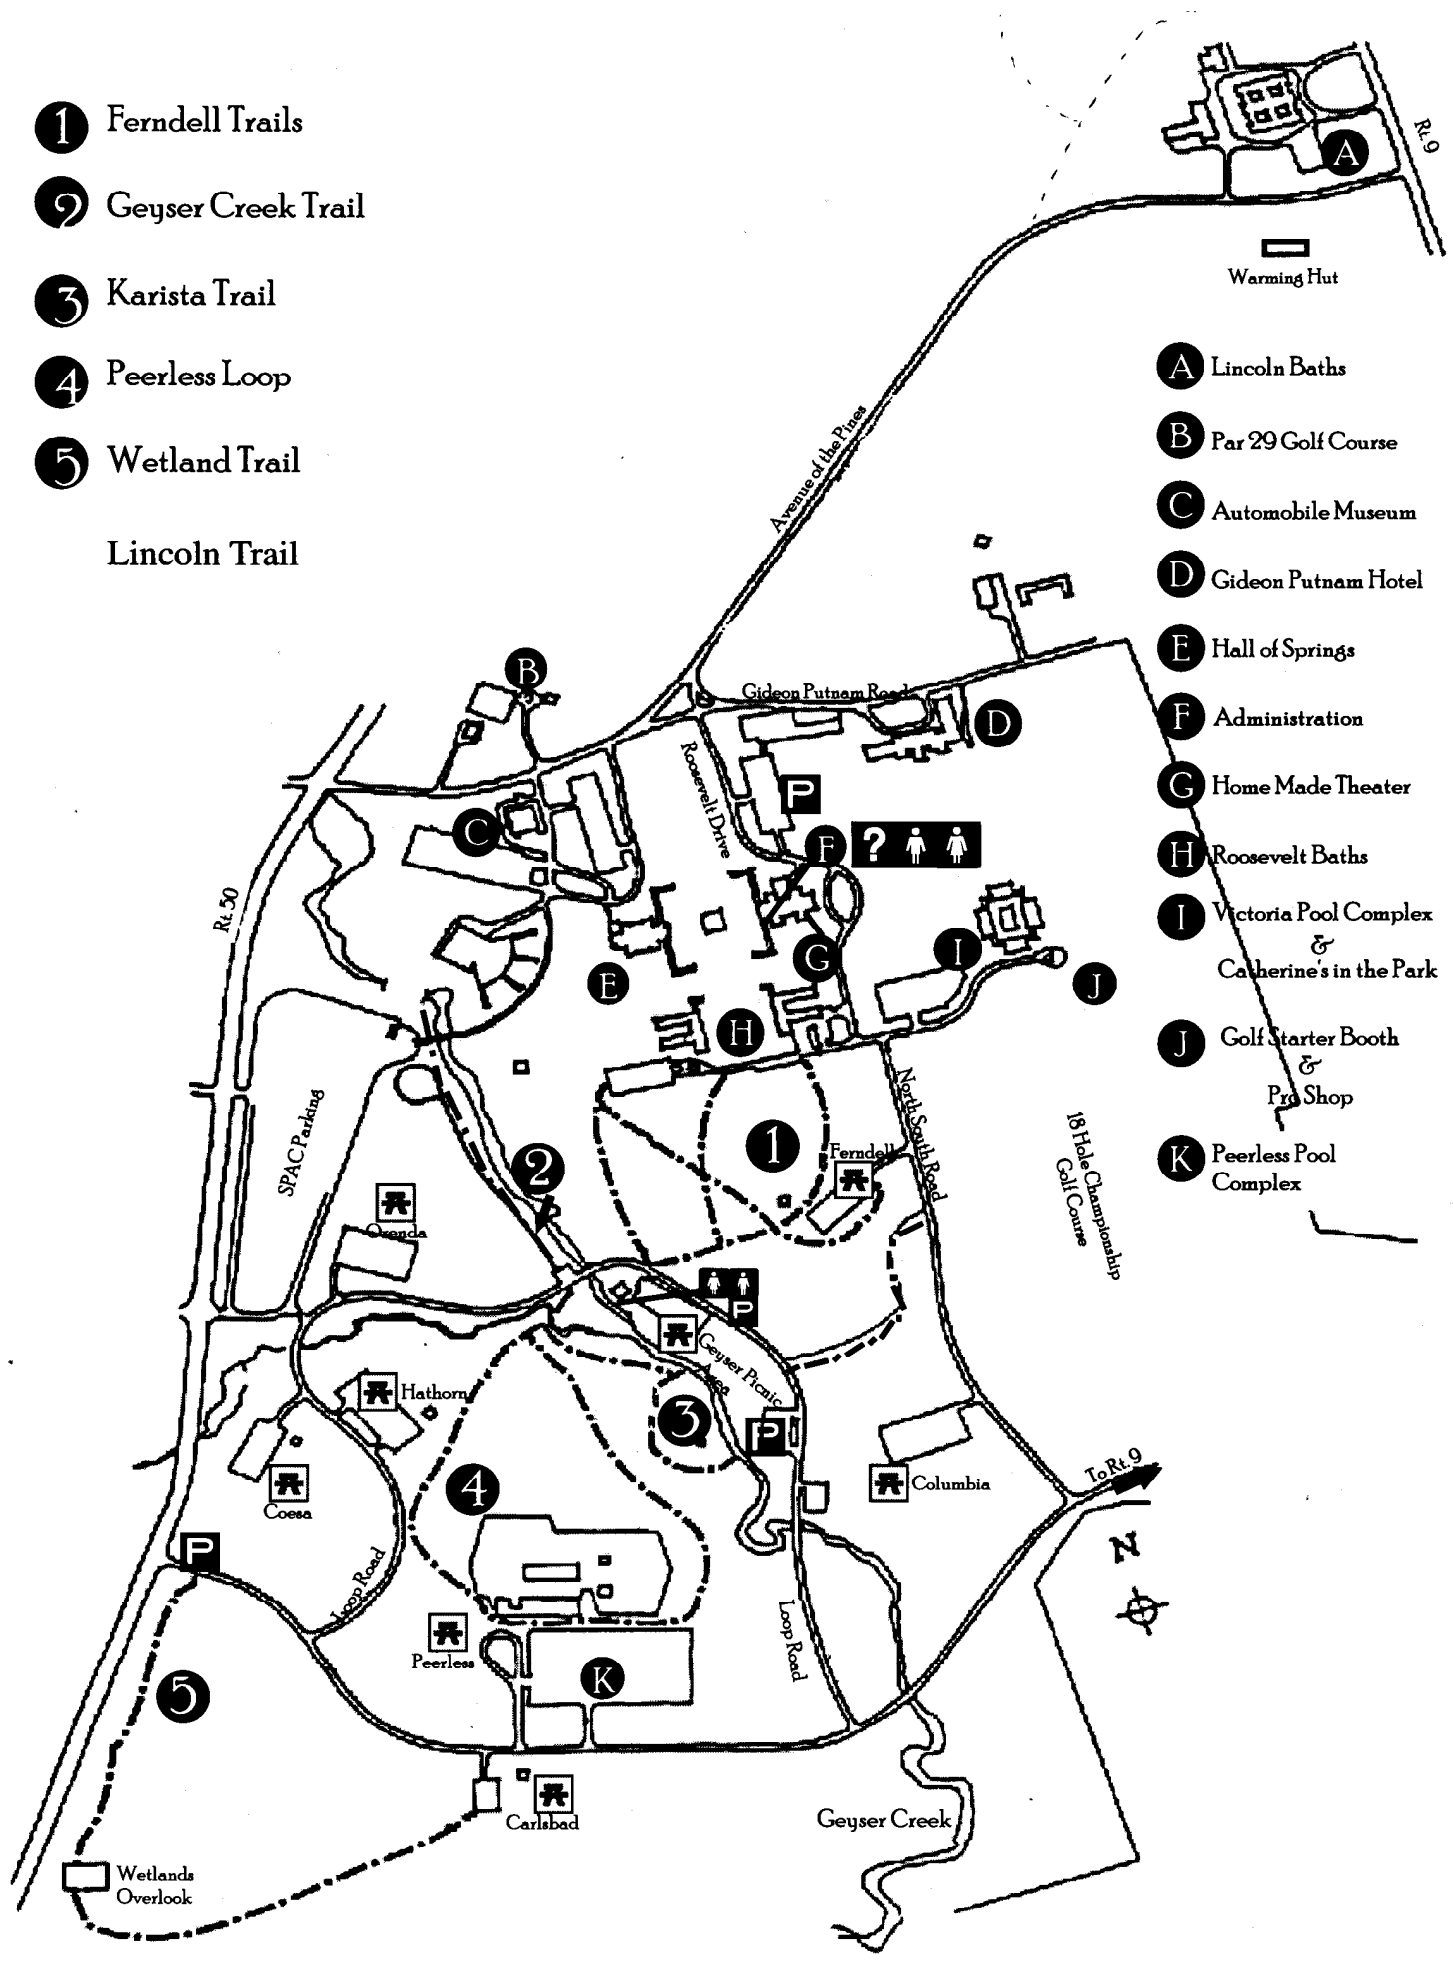 1 Ferndell Trails
2 Geyser Creek Trail
3 Karista Trail
4 Peerless Loop
5 Wetland Trail
Lincoln Trail
A
Rt. 9
Warming Hut
A Lincoln Baths
B Par 29 Golf Course
C Automobile Museum
D Gideon Putnam Hotel
E Hall of Springs
F Administration
G Home Made Theater
H Roosevelt Baths
I Victoria Pool Complex
&
Catherine's in the Park
J Golf Starter Booth
&
Pro Shop
K Peerless Pool
Complex
Avenue of the Pines
B
Gideon Putnam Road
D
Roosevelt Drive
P
C
F ?
Rt. 50
E
G
I
J
H
SPAC Parking
North South Road
18 Hole Championship
Golf Course
1
2
Ferndell
Orenda
P
Geyser Picnic
Area
Hathorn
3
P
4
Coesa
Columbia
To Rt. 9
P
N
Loop Road
Loop Road
Peerless
K
5
Carlsbad
Geyser Creek
Wetlands
Overlook